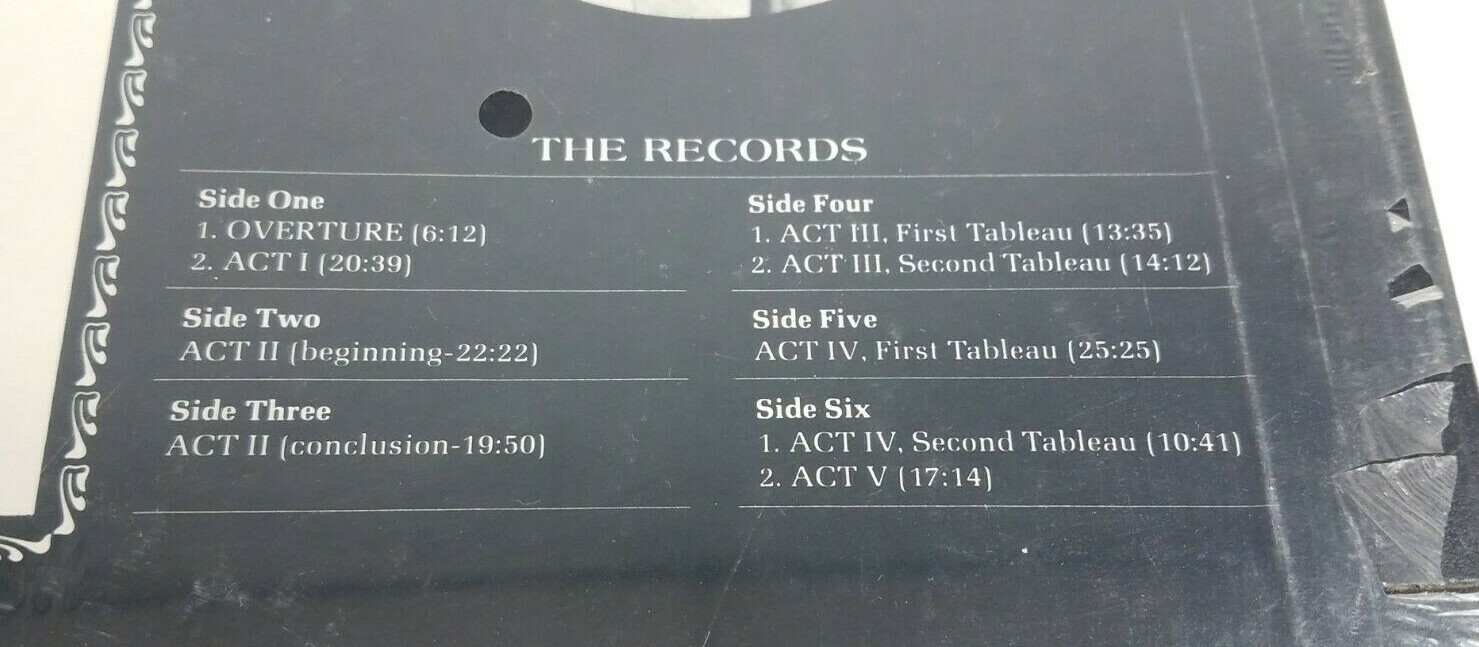 THE RECORDS
Side One
1. OVERTURE (6:12)
2. ACT I (20:39)
Side Two
ACT II (beginning-22:22)
Side Three
ACT II (conclusion-19:50)
Side Four
1. ACT III, First Tableau (13:35)
2. ACT III, Second Tableau (14:12)
Side Five
ACT IV, First Tableau (25:25)
Side Six
1. ACT IV, Second Tableau (10:41)
2. ACT V (17:14)